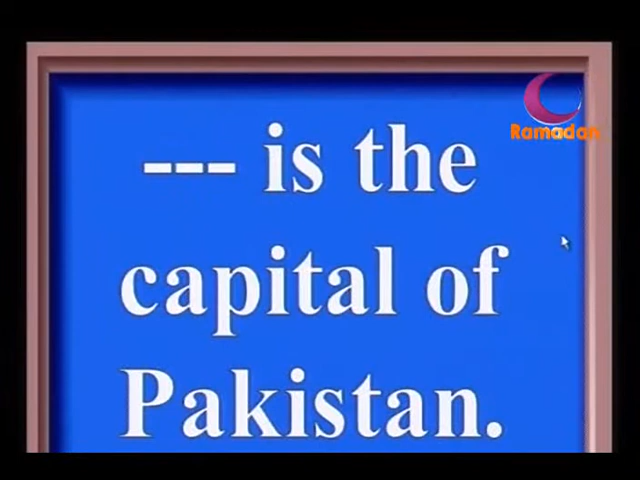 Ramadan
--- is the
capital of
Pakistan.